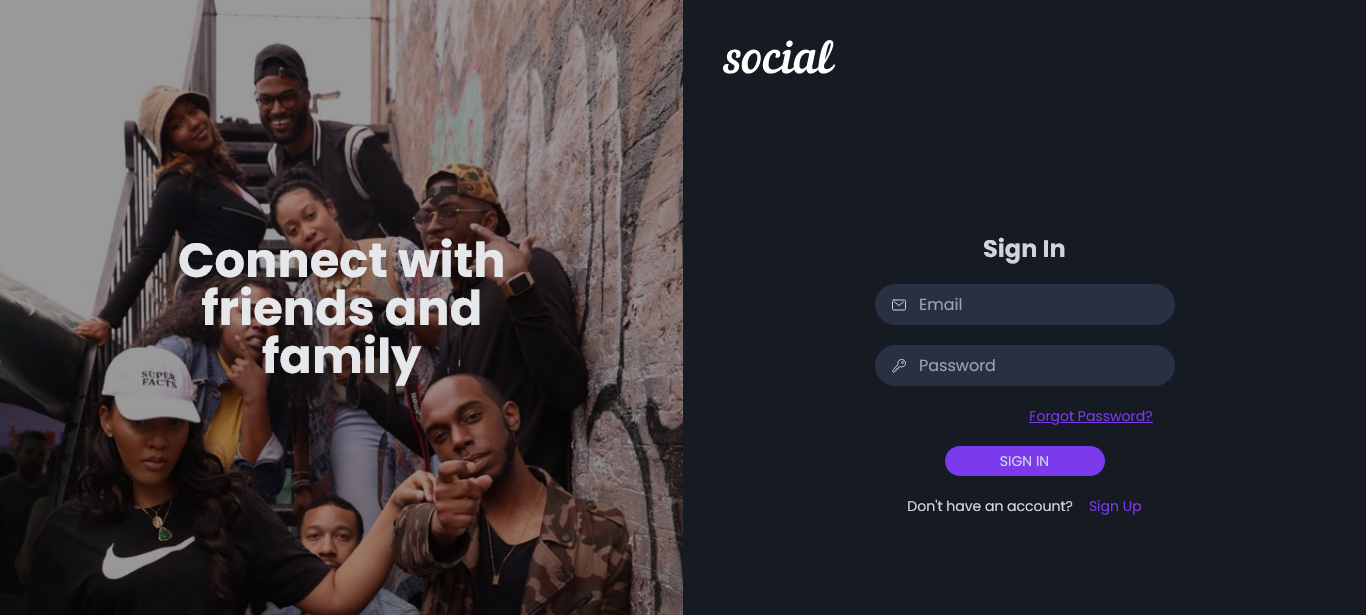 social
Connect with
friends and
family
SUPER
FACTS
Canon
Sign In
Email
Password
Forgot Password?
SIGN IN
Don't have an account? Sign Up